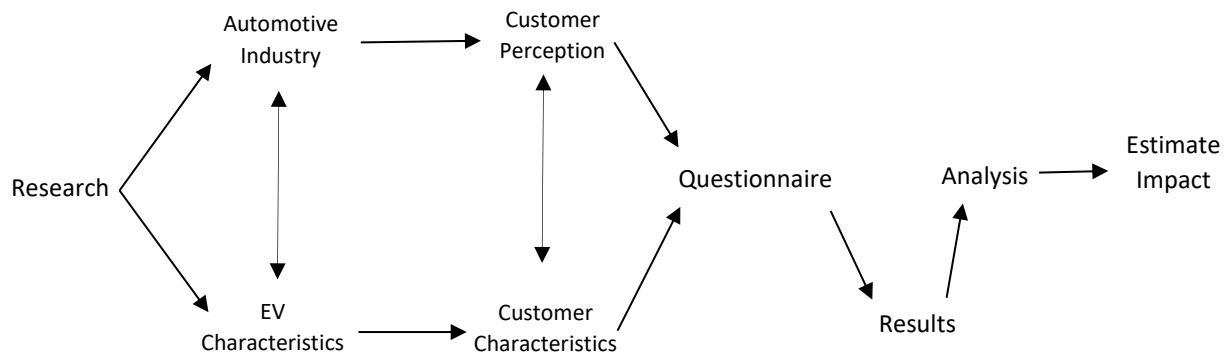 Automotive
Industry
Customer
Perception
Research
Questionnaire
Analysis
Estimate
Impact
EV
Characteristics
Customer
Characteristics
Results